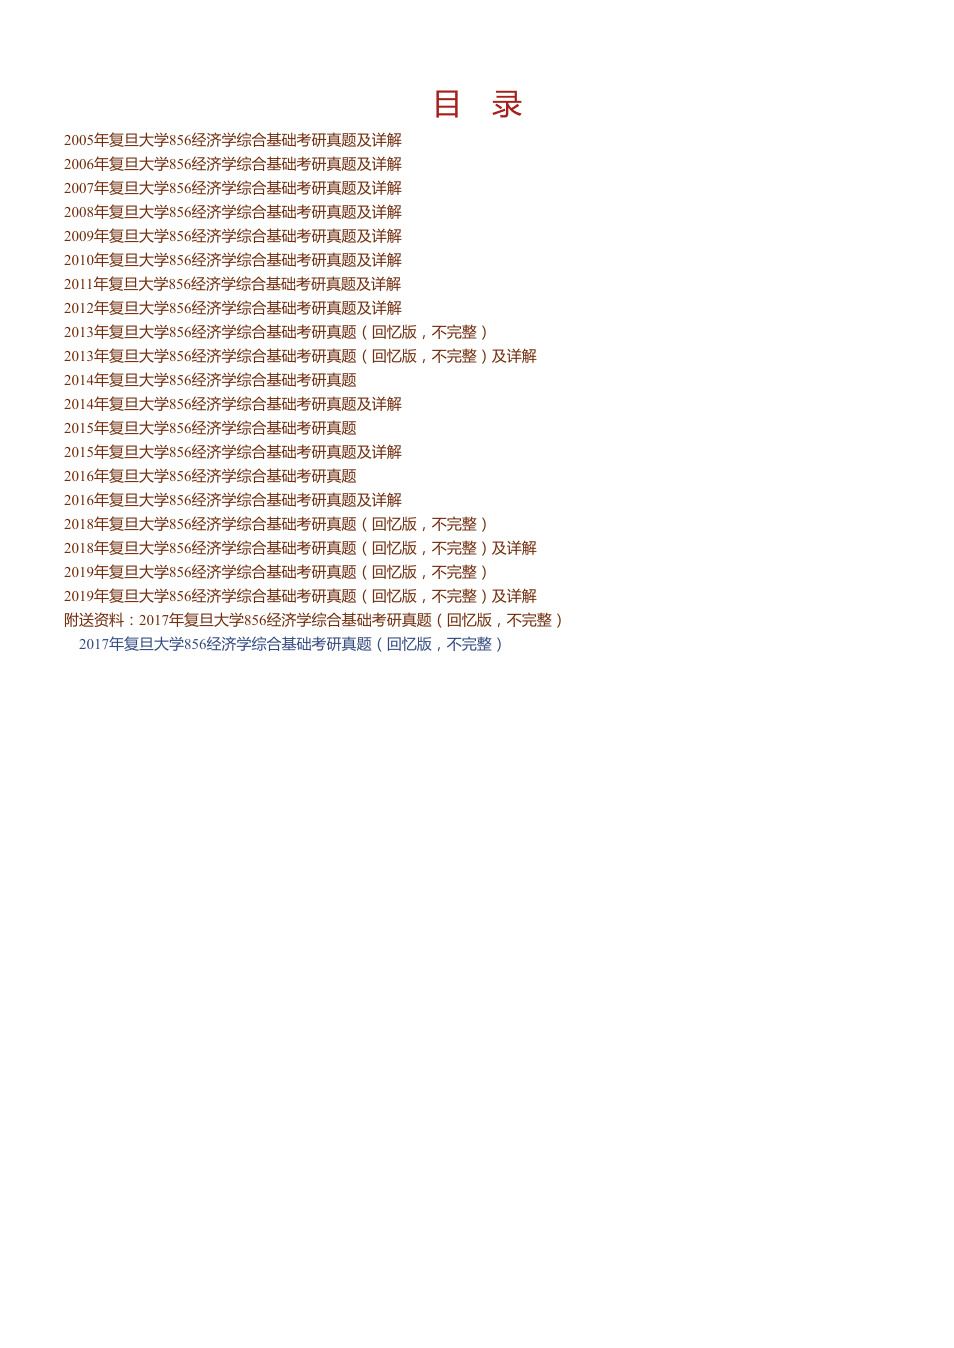 目 录
2005年复旦大学856经济学综合基础考研真题及详解
2006年复旦大学856经济学综合基础考研真题及详解
2007年复旦大学856经济学综合基础考研真题及详解
2008年复旦大学856经济学综合基础考研真题及详解
2009年复旦大学856经济学综合基础考研真题及详解
2010年复旦大学856经济学综合基础考研真题及详解
2011年复旦大学856经济学综合基础考研真题及详解
2012年复旦大学856经济学综合基础考研真题及详解
2013年复旦大学856经济学综合基础考研真题（回忆版，不完整）
2013年复旦大学856经济学综合基础考研真题（回忆版，不完整）及详解
2014年复旦大学856经济学综合基础考研真题
2014年复旦大学856经济学综合基础考研真题及详解
2015年复旦大学856经济学综合基础考研真题
2015年复旦大学856经济学综合基础考研真题及详解
2016年复旦大学856经济学综合基础考研真题
2016年复旦大学856经济学综合基础考研真题及详解
2018年复旦大学856经济学综合基础考研真题（回忆版，不完整）
2018年复旦大学856经济学综合基础考研真题（回忆版，不完整）及详解
2019年复旦大学856经济学综合基础考研真题（回忆版，不完整）
2019年复旦大学856经济学综合基础考研真题（回忆版，不完整）及详解
附送资料：2017年复旦大学856经济学综合基础考研真题（回忆版，不完整）
2017年复旦大学856经济学综合基础考研真题（回忆版，不完整）